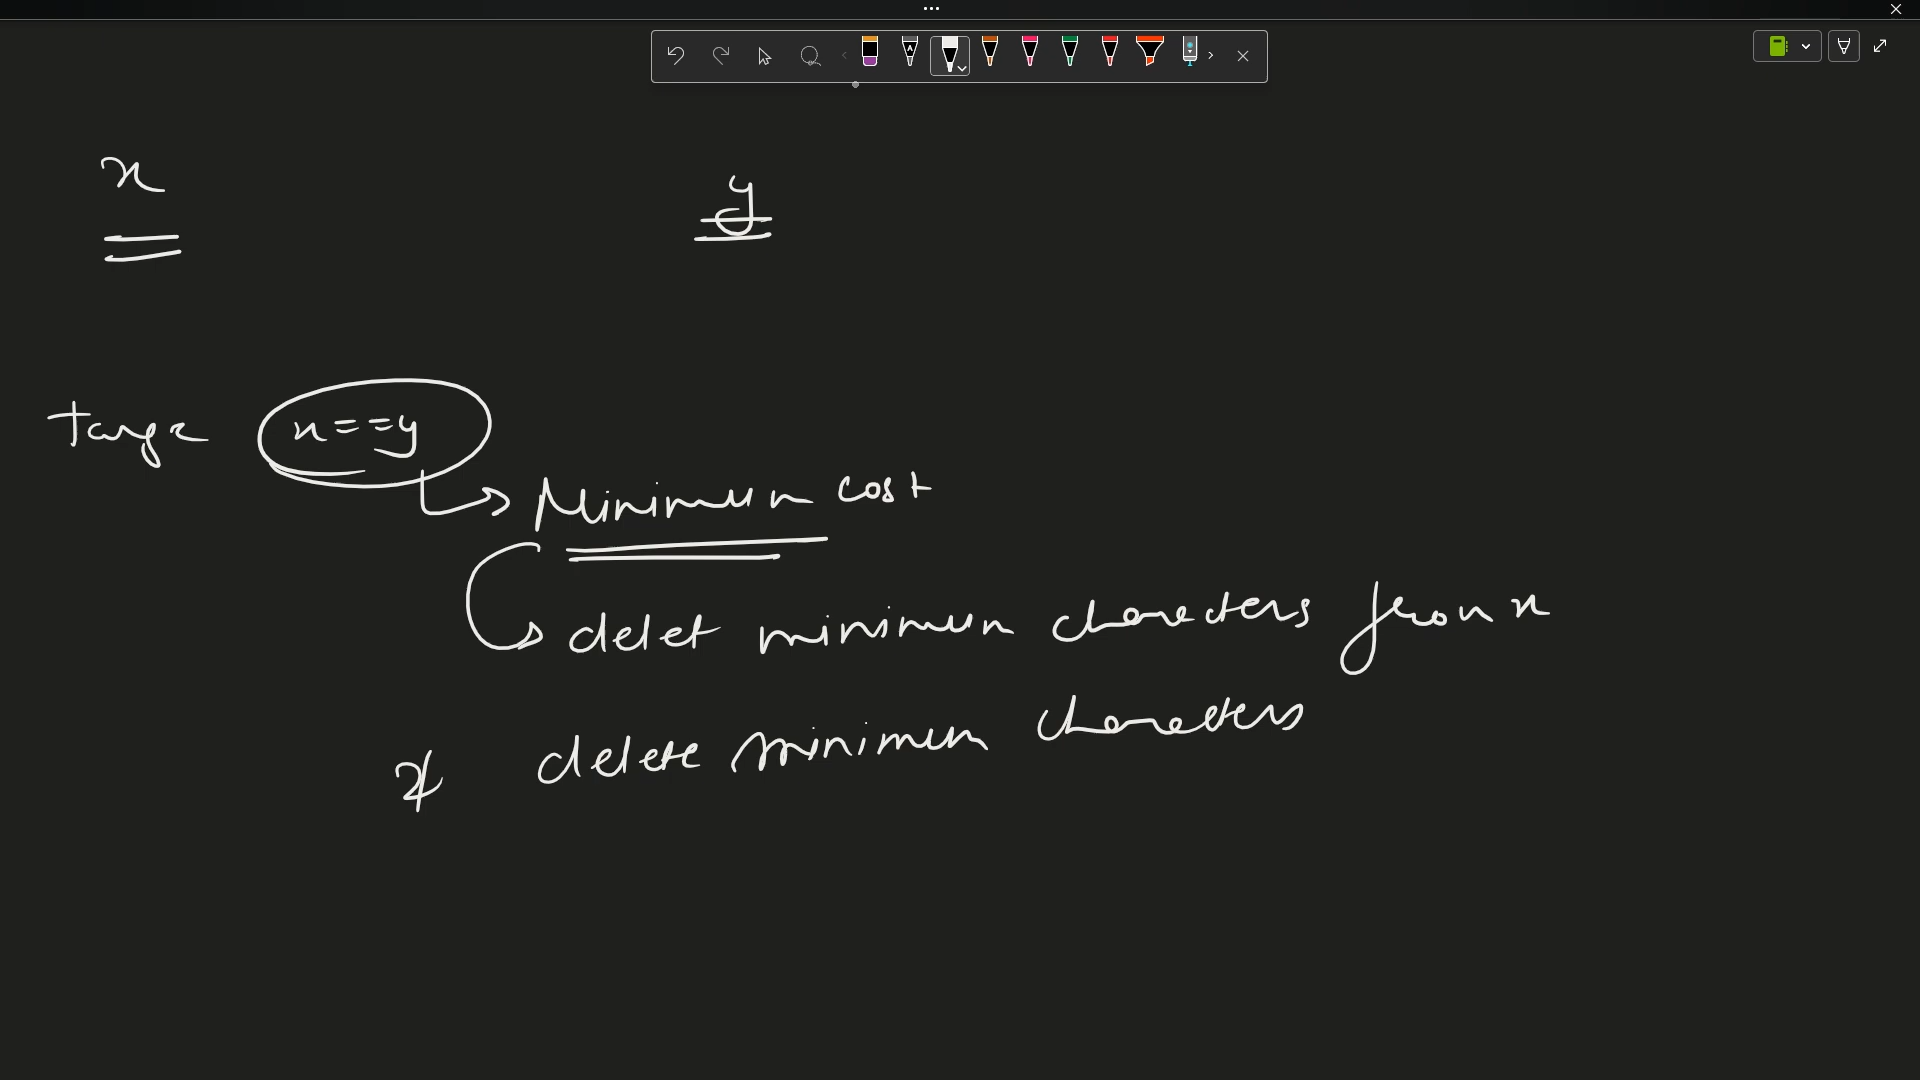 x y
Targe x==y
Minimum cost
delet minimum characters from x
delete minimum characters